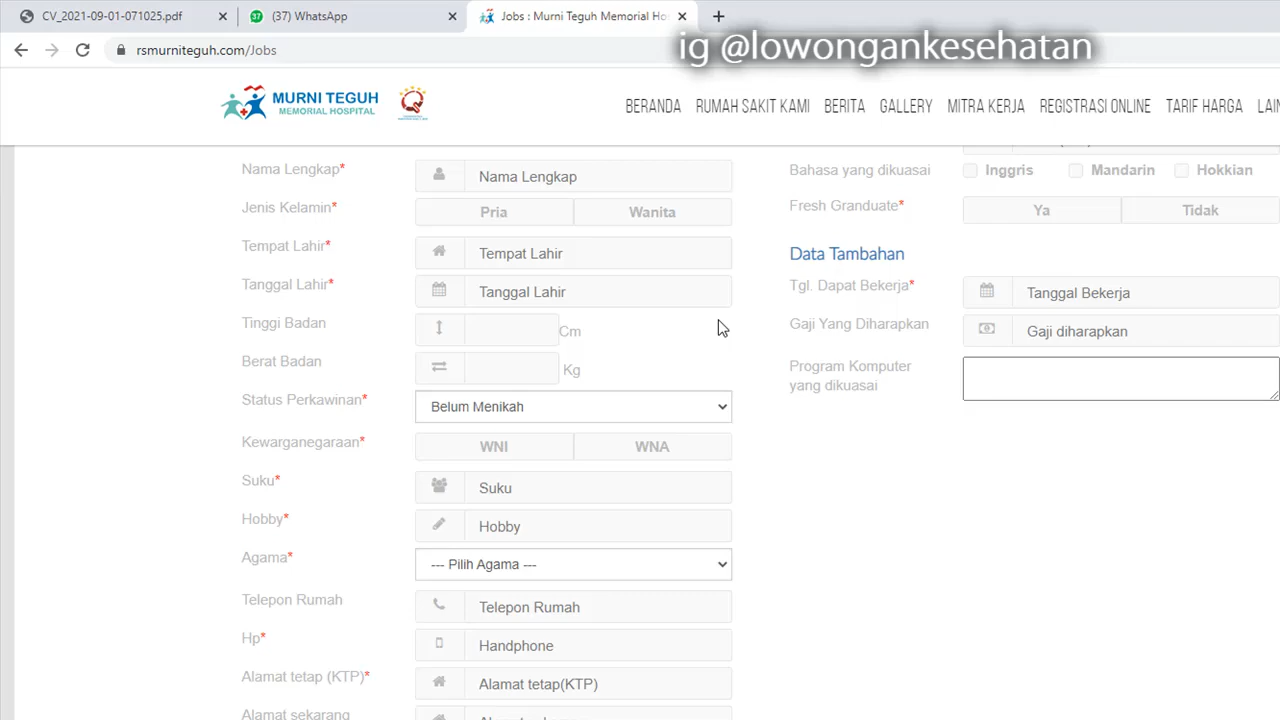 CV_2021-09-01-071025.pdf
(37) WhatsApp
Jobs : Murni Teguh Memorial Ho
rsmurniteguh.com/Jobs
ig @lowongankesehatan
MURNI TEGUH
MEMORIAL HOSPITAL
BERANDA RUMAH SAKIT KAMI BERITA GALLERY MITRA KERJA REGISTRASI ONLINE TARIF HARGA LAIN
Nama Lengkap*
Nama Lengkap
Jenis Kelamin*
Pria Wanita
Tempat Lahir*
Tempat Lahir
Tanggal Lahir*
Tanggal Lahir
Tinggi Badan
Cm
Berat Badan
Kg
Status Perkawinan*
Belum Menikah
Kewarganegaraan*
WNI WNA
Suku*
Suku
Hobby*
Hobby
Agama*
--- Pilih Agama ---
Telepon Rumah
Telepon Rumah
Hp*
Handphone
Alamat tetap (KTP)*
Alamat tetap(KTP)
Alamat sekarang
Bahasa yang dikuasai
Inggris Mandarin Hokkian
Fresh Granduate*
Ya Tidak
Data Tambahan
Tgl. Dapat Bekerja*
Tanggal Bekerja
Gaji Yang Diharapkan
Gaji diharapkan
Program Komputer
yang dikuasai